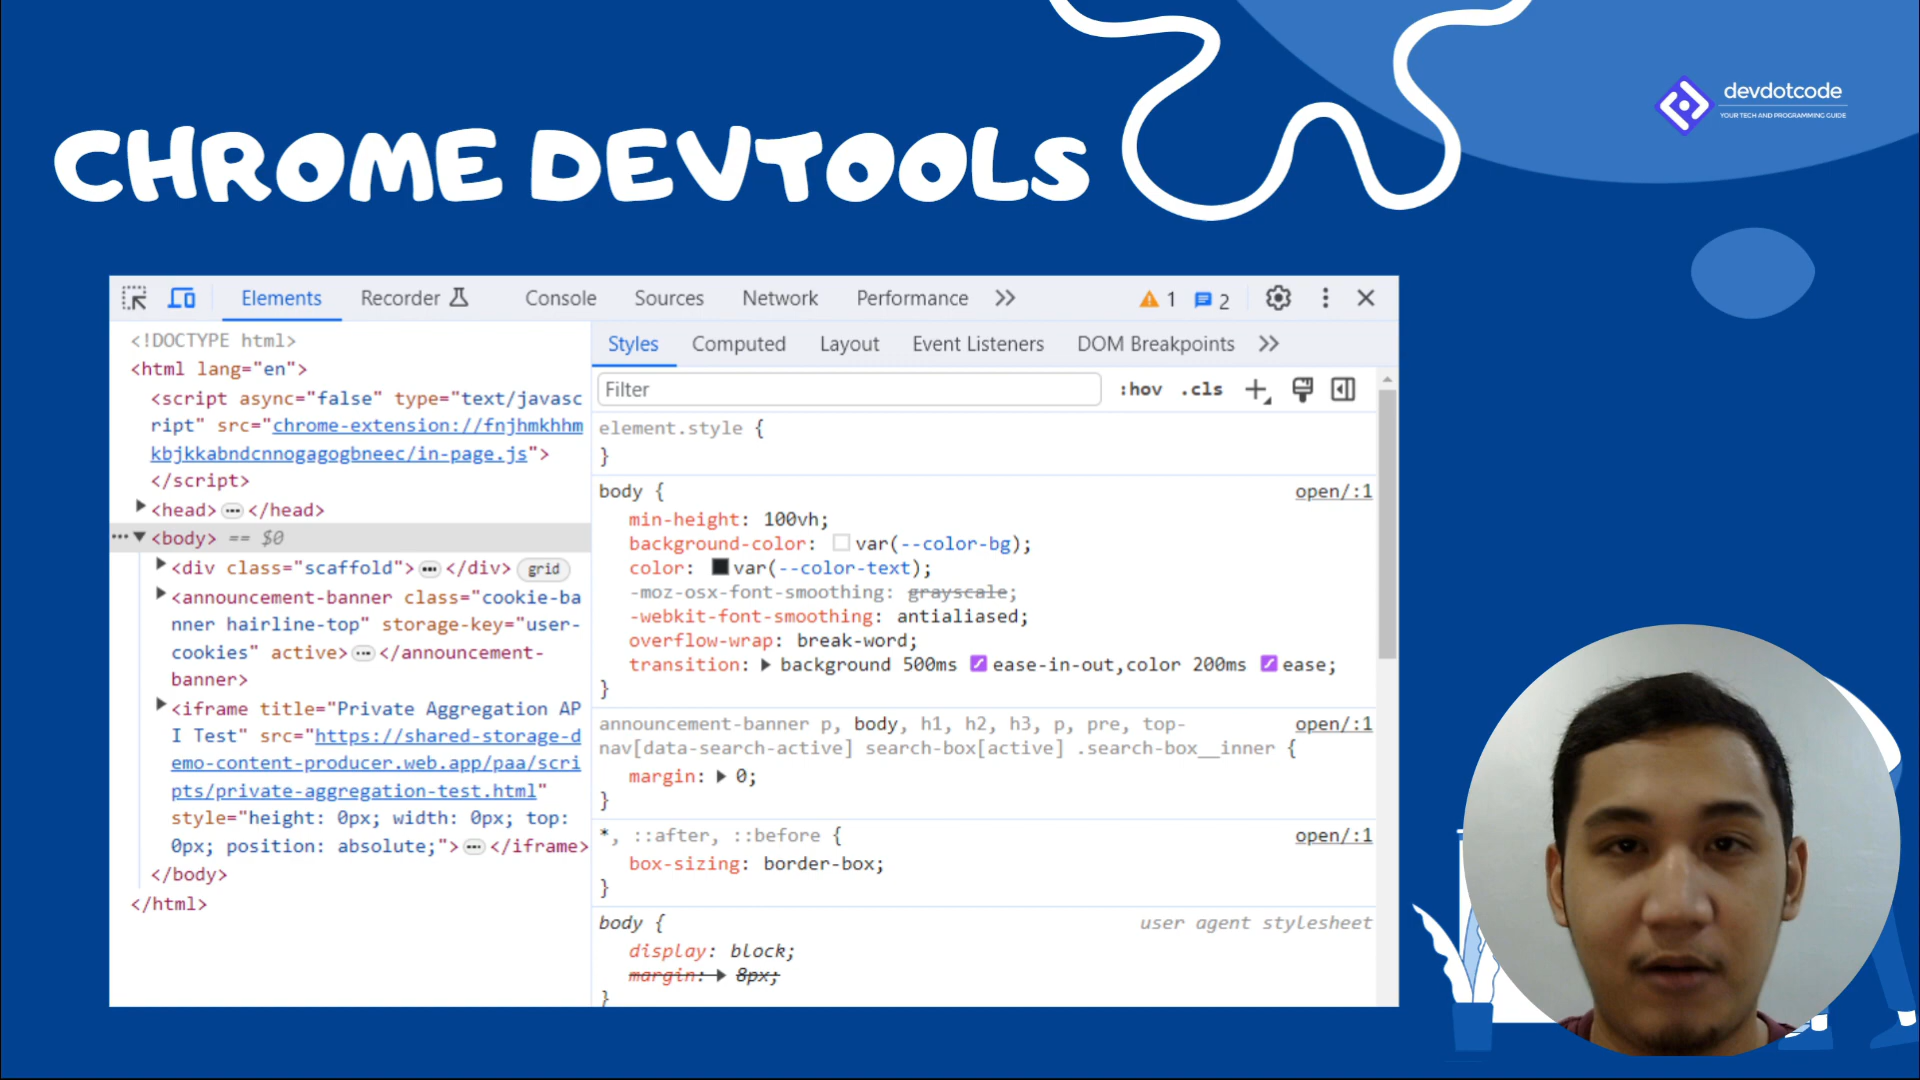 devdotcode
YOUR TECH AND PROGRAMMING GUIDE
CHROME DEVTOOLS
Elements Recorder Console Sources Network Performance 1 2
<!DOCTYPE html>
<html lang="en">
<script async="false" type="text/javasc
ript" src="chrome-extension://fnjhmkhhm
kbjkkabndcnnogagogbneec/in-page.js">
</script>
<head> ··· </head>
··· <body> == $0
<div class="scaffold"> ··· </div> grid
<announcement-banner class="cookie-ba
nner hairline-top" storage-key="user-
cookies" active> ··· </announcement-
banner>
<iframe title="Private Aggregation AP
I Test" src="https://shared-storage-d
emo-content-producer.web.app/paa/scri
pts/private-aggregation-test.html"
style="height: 0px; width: 0px; top:
0px; position: absolute;"> ··· </iframe>
</body>
</html>
Styles Computed Layout Event Listeners DOM Breakpoints
Filter :hov .cls
element.style {
}
body { open/:1
min-height: 100vh;
background-color: var(--color-bg);
color: var(--color-text);
-moz-osx-font-smoothing: grayscale;
-webkit-font-smoothing: antialiased;
overflow-wrap: break-word;
transition: background 500ms ease-in-out,color 200ms ease;
}
announcement-banner p, body, h1, h2, h3, p, pre, top- open/:1
nav[data-search-active] search-box[active] .search-box__inner {
margin: 0;
}
*, ::after, ::before { open/:1
box-sizing: border-box;
}
body { user agent stylesheet
display: block;
margin: 8px;
}